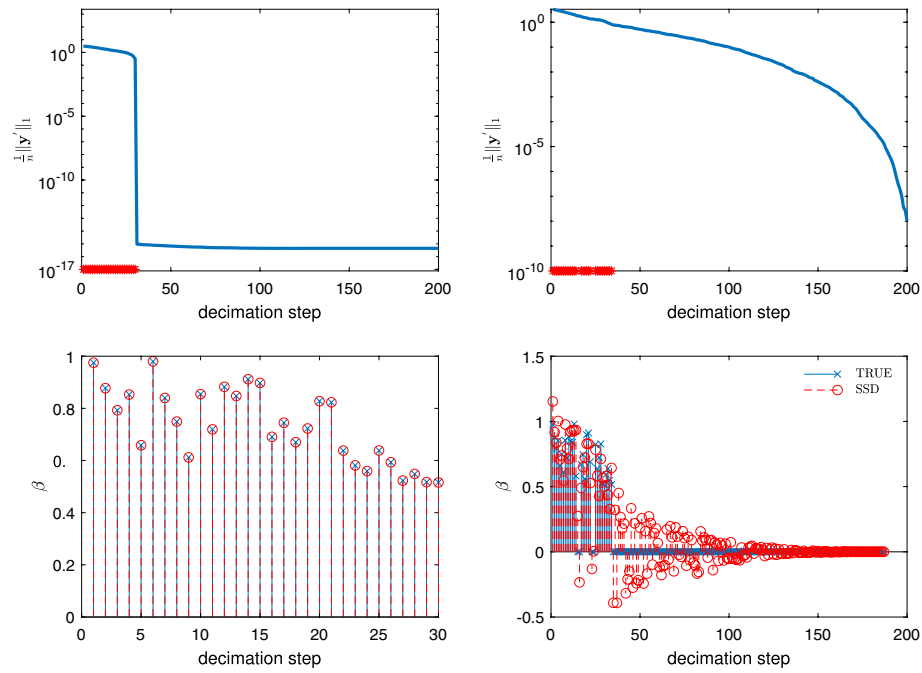 10^0
10^-5
10^-10
10^-17
0 50 100 150 200
decimation step
1/n ||y′||₁
10^0
10^-5
10^-10
0 50 100 150 200
decimation step
1/n ||y′||₁
1
0.8
0.6
0.4
0.2
0
0 5 10 15 20 25 30
decimation step
β
1.5
1
0.5
0
-0.5
0 50 100 150 200
decimation step
β
TRUE
SSD